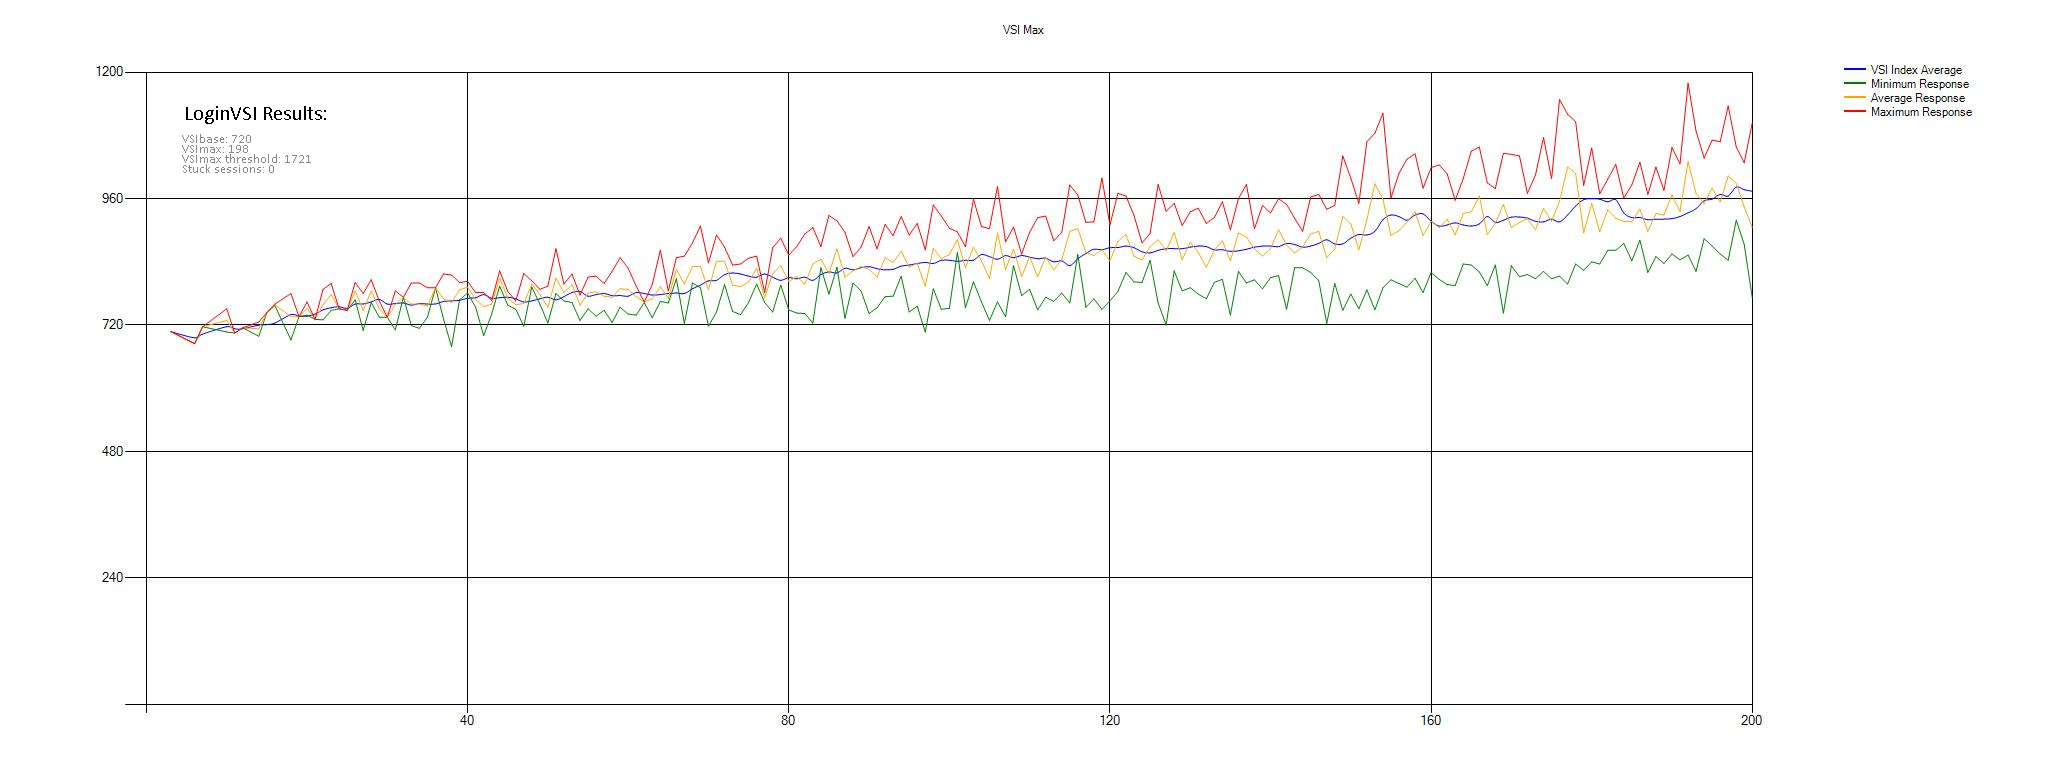 VSI Max
1200
960
720
480
240
40
80
120
160
200
LoginVSI Results:
VSIbase: 720
VSImax: 198
VSImax threshold: 1721
Stuck sessions: 0
VSI Index Average
Minimum Response
Average Response
Maximum Response